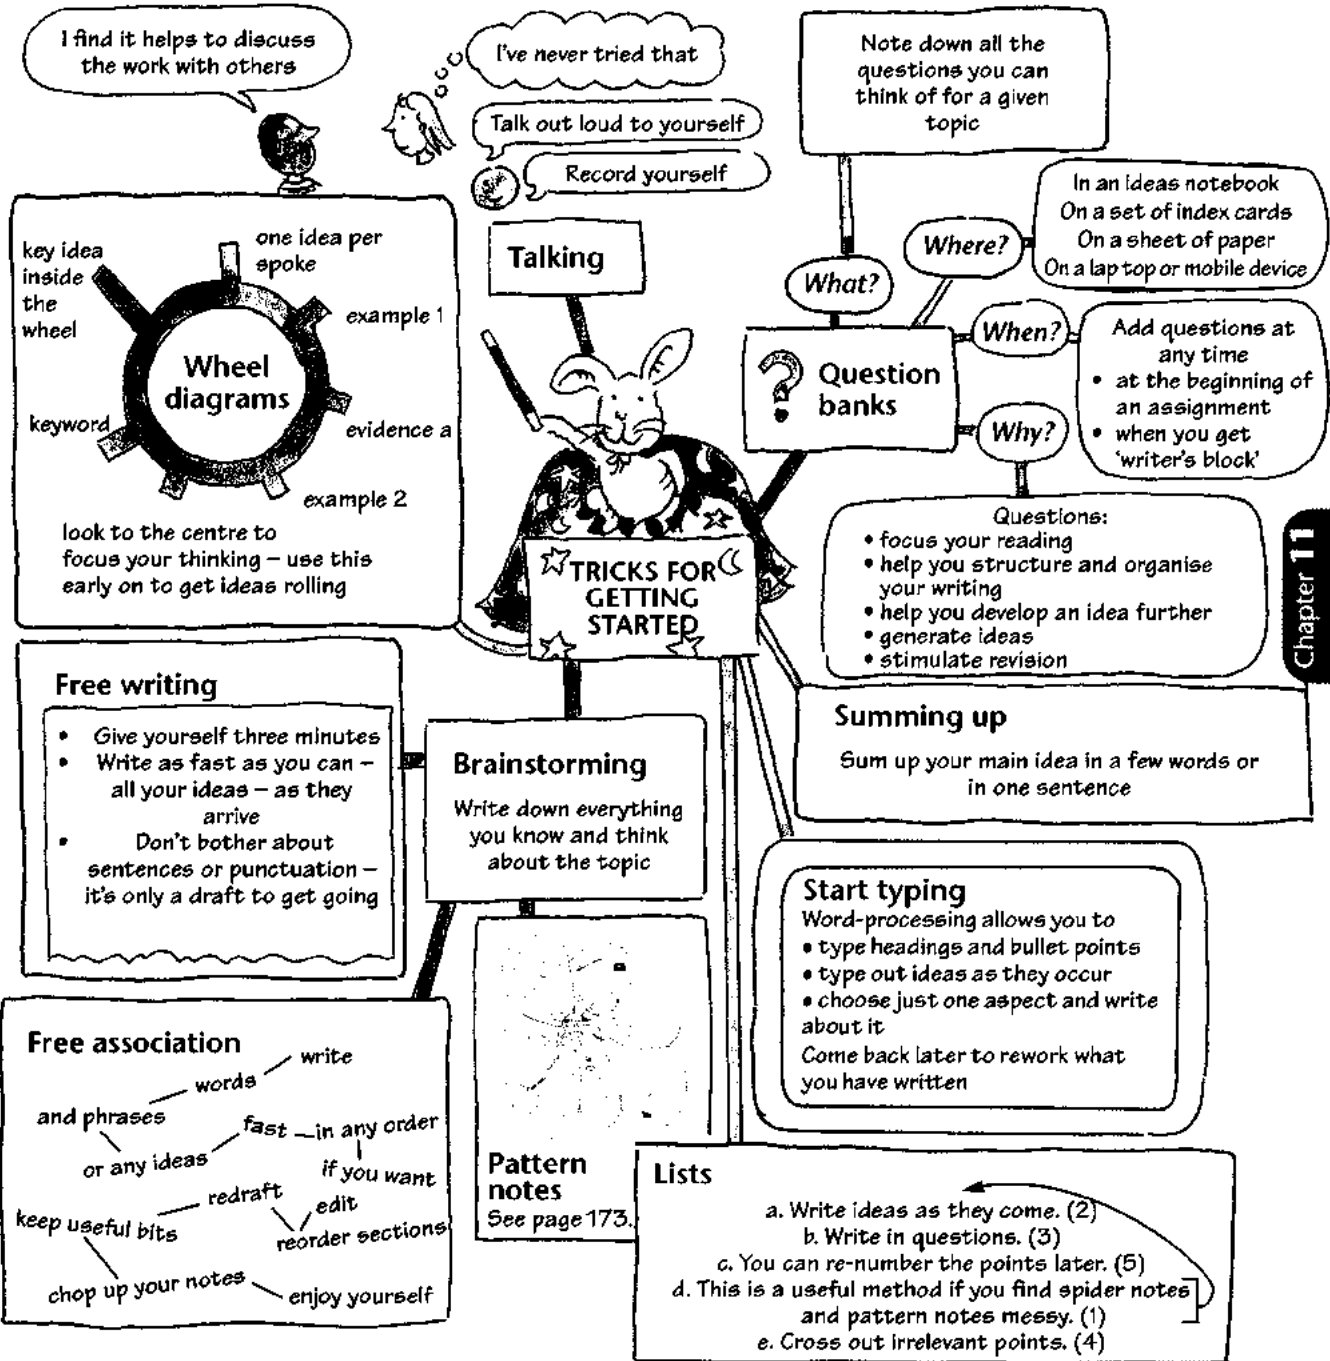 I find it helps to discuss
the work with others
I've never tried that
Talk out loud to yourself
Record yourself
Talking
Note down all the
questions you can
think of for a given
topic
What?
Where?
In an ideas notebook
On a set of index cards
On a sheet of paper
On a lap top or mobile device
When?
Add questions at
any time
• at the beginning of
an assignment
• when you get
'writer's block'
? Question
banks
Why?
Questions:
• focus your reading
• help you structure and organise
your writing
• help you develop an idea further
• generate ideas
• stimulate revision
Chapter 11
key idea
inside
the
wheel
one idea per
spoke
example 1
Wheel
diagrams
keyword
evidence a
example 2
look to the centre to
focus your thinking – use this
early on to get ideas rolling
TRICKS FOR
GETTING
STARTED
Free writing
• Give yourself three minutes
• Write as fast as you can –
all your ideas – as they
arrive
• Don't bother about
sentences or punctuation –
it's only a draft to get going
Brainstorming
Write down everything
you know and think
about the topic
Summing up
Sum up your main idea in a few words or
in one sentence
Start typing
Word-processing allows you to
• type headings and bullet points
• type out ideas as they occur
• choose just one aspect and write
about it
Come back later to rework what
you have written
Free association
write
words
and phrases
or any ideas
fast
in any order
if you want
redraft
edit
reorder sections
keep useful bits
chop up your notes
enjoy yourself
Pattern
notes
See page 173.
Lists
a. Write ideas as they come. (2)
b. Write in questions. (3)
c. You can re-number the points later. (5)
d. This is a useful method if you find spider notes
and pattern notes messy. (1)
e. Cross out irrelevant points. (4)